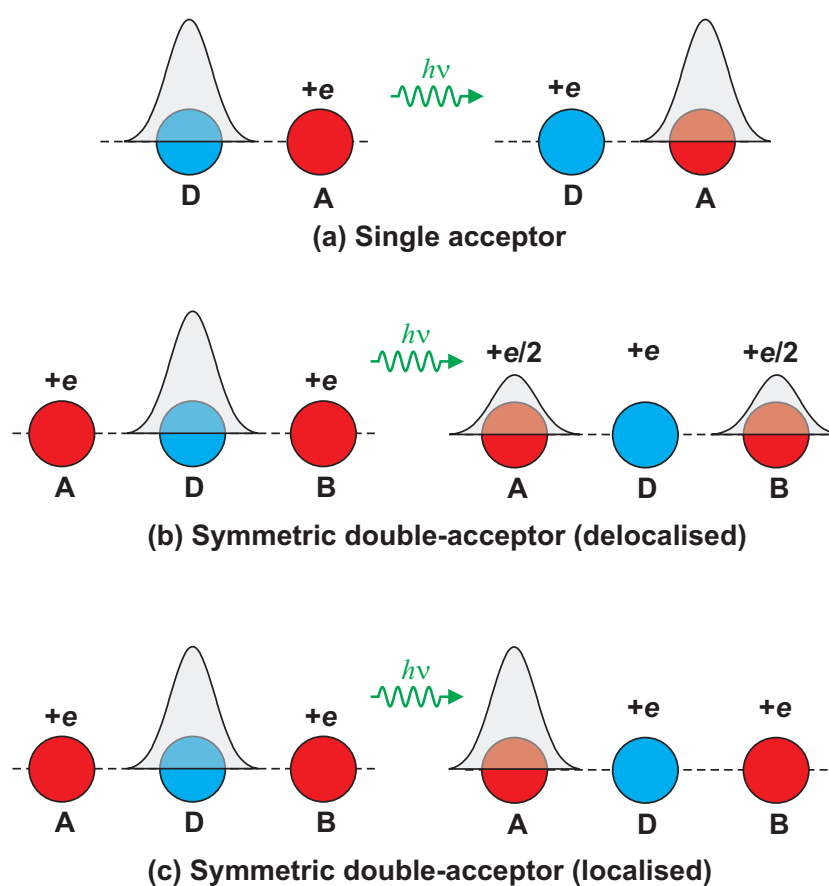 +e hν +e
D A D A
(a) Single acceptor
hν
+e +e +e/2 +e +e/2
A D B A D B
(b) Symmetric double-acceptor (delocalised)
hν
+e +e +e +e
A D B A D B
(c) Symmetric double-acceptor (localised)